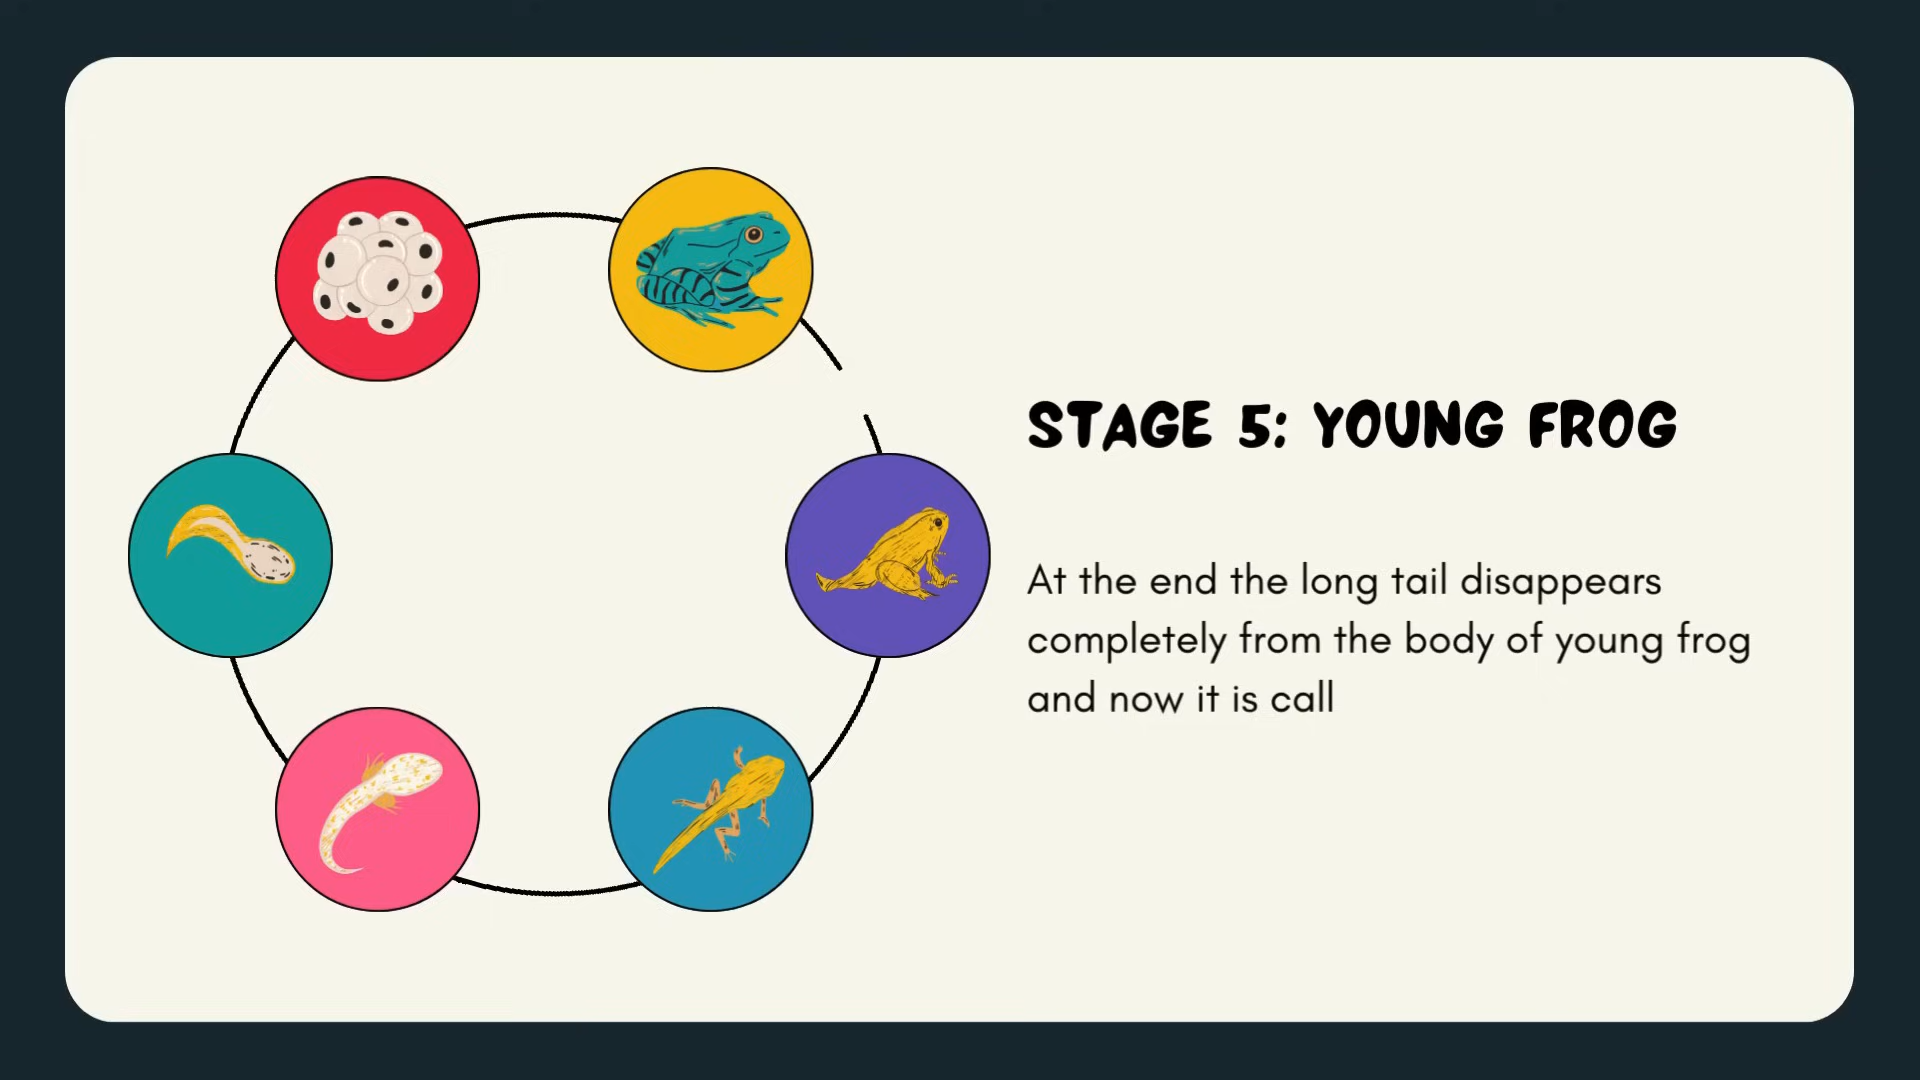 STAGE 5: YOUNG FROG
At the end the long tail disappears
completely from the body of young frog
and now it is call